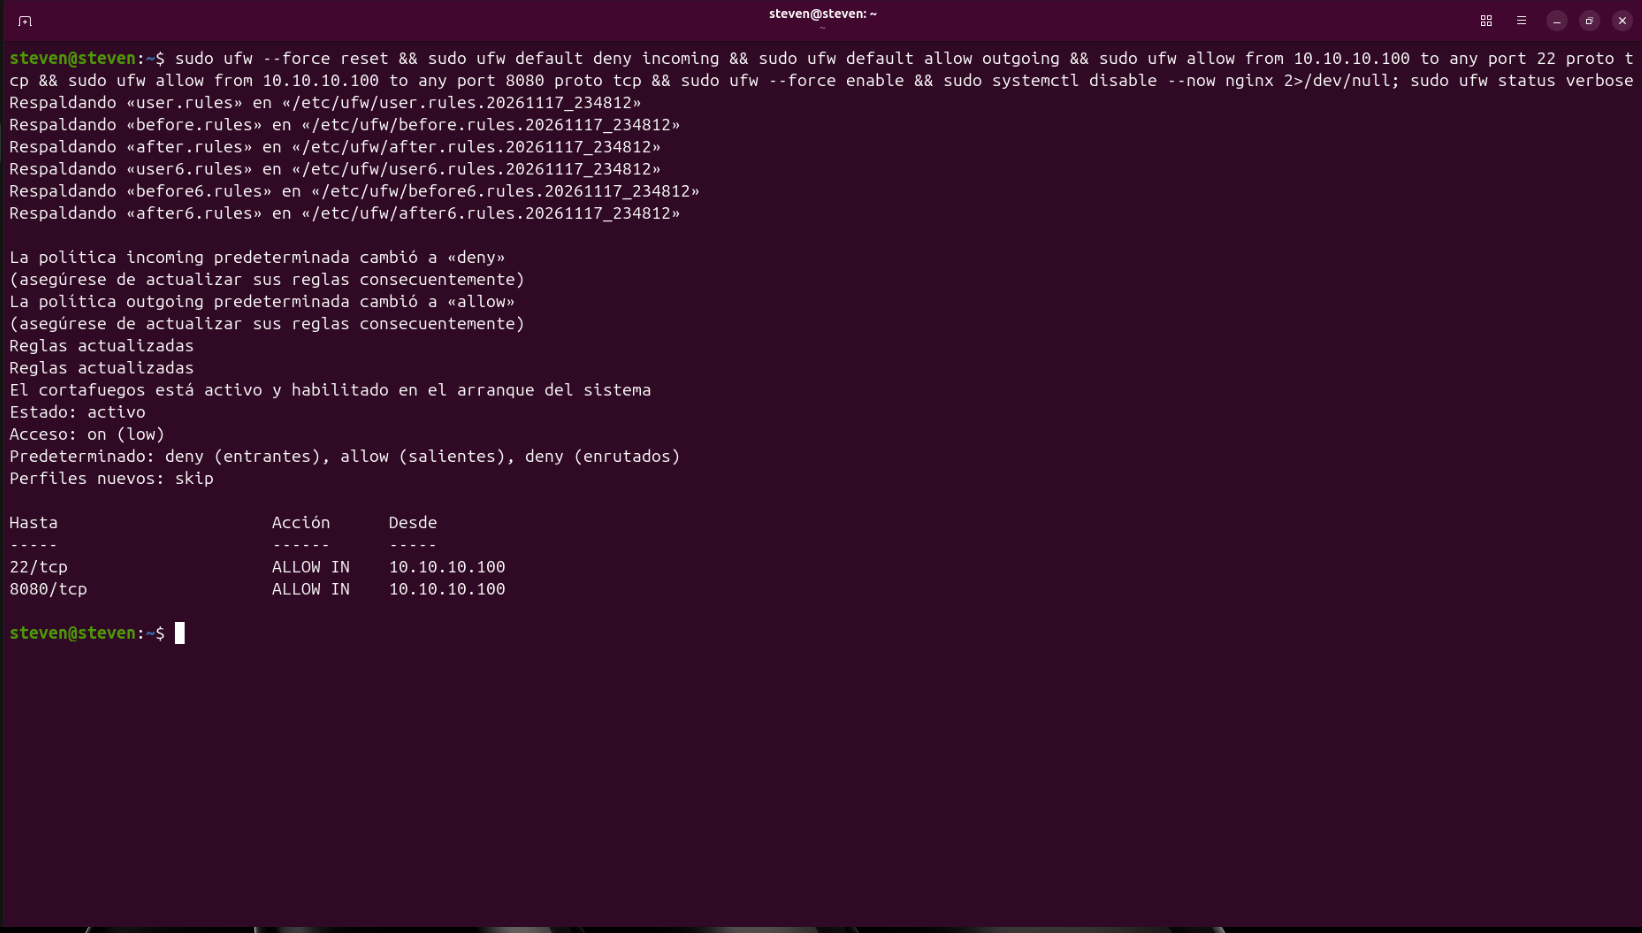 steven@steven: ~
~
steven@steven:~$ sudo ufw --force reset && sudo ufw default deny incoming && sudo ufw default allow outgoing && sudo ufw allow from 10.10.10.100 to any port 22 proto t
cp && sudo ufw allow from 10.10.10.100 to any port 8080 proto tcp && sudo ufw --force enable && sudo systemctl disable --now nginx 2>/dev/null; sudo ufw status verbose
Respaldando «user.rules» en «/etc/ufw/user.rules.20261117_234812»
Respaldando «before.rules» en «/etc/ufw/before.rules.20261117_234812»
Respaldando «after.rules» en «/etc/ufw/after.rules.20261117_234812»
Respaldando «user6.rules» en «/etc/ufw/user6.rules.20261117_234812»
Respaldando «before6.rules» en «/etc/ufw/before6.rules.20261117_234812»
Respaldando «after6.rules» en «/etc/ufw/after6.rules.20261117_234812»

La política incoming predeterminada cambió a «deny»
(asegúrese de actualizar sus reglas consecuentemente)
La política outgoing predeterminada cambió a «allow»
(asegúrese de actualizar sus reglas consecuentemente)
Reglas actualizadas
Reglas actualizadas
El cortafuegos está activo y habilitado en el arranque del sistema
Estado: activo
Acceso: on (low)
Predeterminado: deny (entrantes), allow (salientes), deny (enrutados)
Perfiles nuevos: skip

Hasta                      Acción      Desde
-----                      ------      -----
22/tcp                     ALLOW IN    10.10.10.100
8080/tcp                   ALLOW IN    10.10.10.100

steven@steven:~$